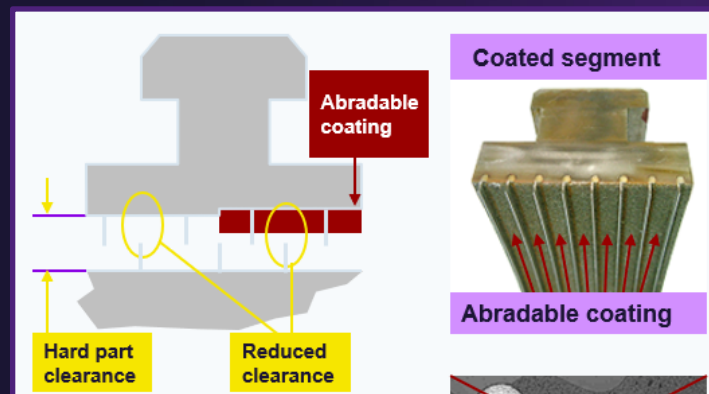 Coated segment
Abradable
coating
Abradable coating
Hard part
clearance
Reduced
clearance